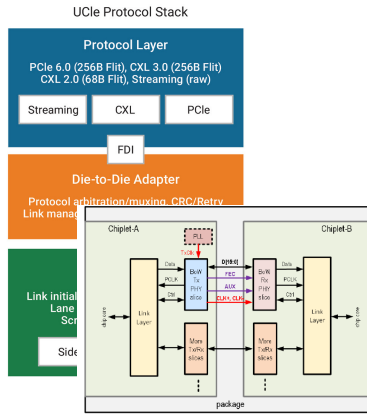 UCIe Protocol Stack
Protocol Layer
PCIe 6.0 (256B Flit), CXL 3.0 (256B Flit)
CXL 2.0 (68B Flit), Streaming (raw)
Streaming
CXL
PCIe
FDI
Die-to-Die Adapter
Protocol arbitration/muxing, CRC/Retry
Link manag
Link initial
Lane
Scr
Side
Chiplet-A
Chiplet-B
PLL
TxClk
chip core
Link
Layer
Data
PCLK
Ctrl
BoW
Tx
PHY
slice
D[16:0]
FEC
AUX
CLK+, CLK-
BoW
Rx
PHY
slice
Data
PCLK
Ctrl
Link
Layer
chip core
More
Tx/Rx
slices
More
Tx/Rx
slices
package